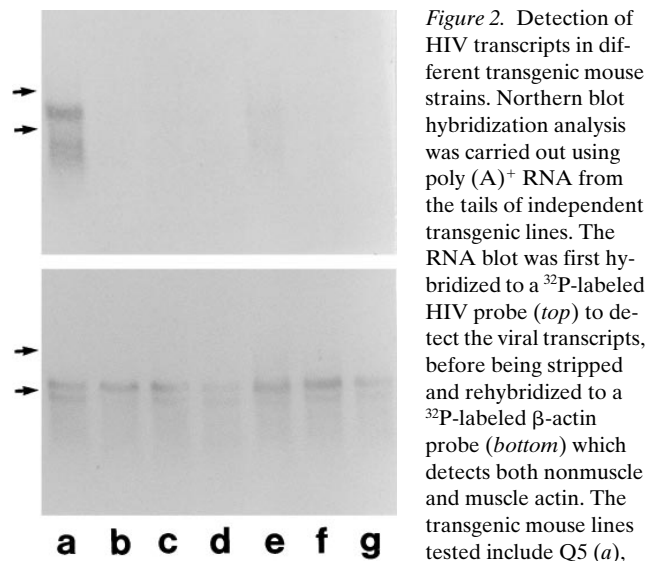 Figure 2. Detection of
HIV transcripts in dif-
ferent transgenic mouse
strains. Northern blot
hybridization analysis
was carried out using
poly (A)+ RNA from
the tails of independent
transgenic lines. The
RNA blot was first hy-
bridized to a 32P-labeled
HIV probe (top) to de-
tect the viral transcripts,
before being stripped
and rehybridized to a
32P-labeled β-actin
probe (bottom) which
detects both nonmuscle
and muscle actin. The
transgenic mouse lines
tested include Q5 (a),
a b c d e f g